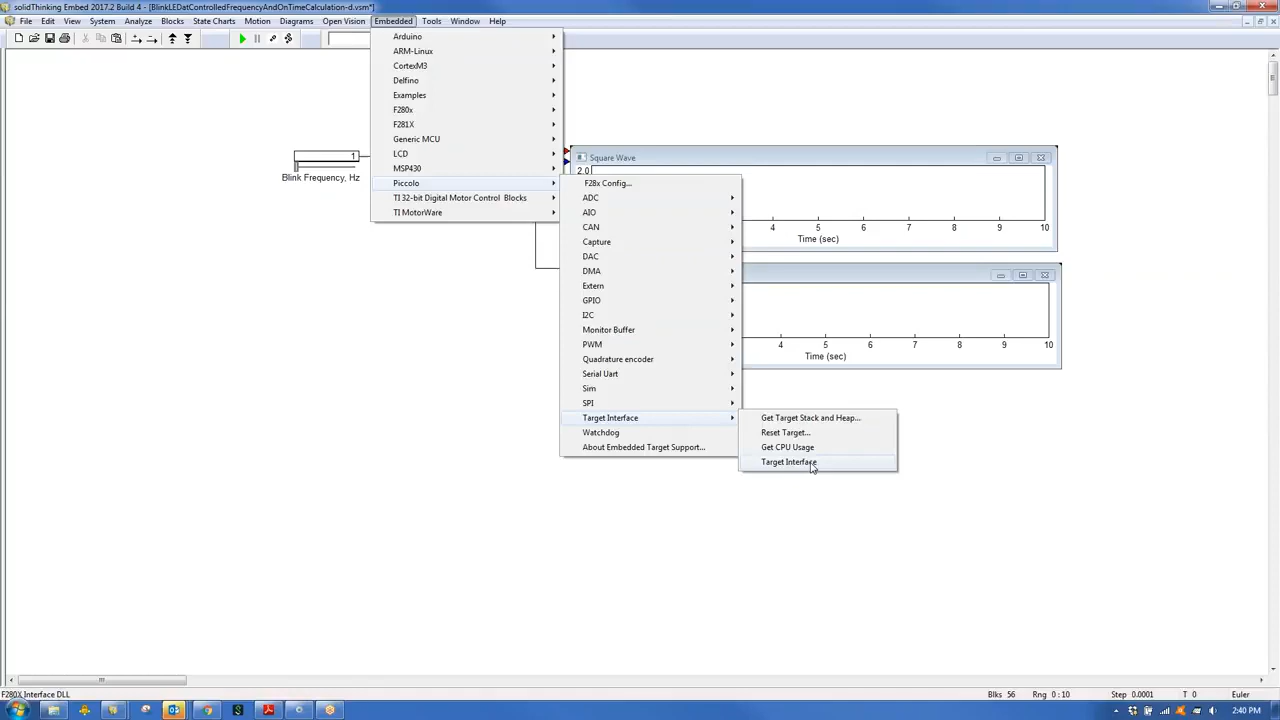 solidThinking Embed 2017.2 Build 4 - [BlinkLEDatControlledFrequencyAndOnTimeCalculation-d.vsm*]
File Edit View System Analyze Blocks State Charts Motion Diagrams Open Vision Embedded Tools Window Help
Arduino
ARM-Linux
CortexM3
Delfino
Examples
F280x
F281X
Generic MCU
LCD
MSP430
Piccolo
TI 32-bit Digital Motor Control Blocks
TI MotorWare
1
Blink Frequency, Hz
Square Wave
2.0
4 5 6 7 8 9 10
Time (sec)
4 5 6 7 8 9 10
Time (sec)
F28x Config...
ADC
AIO
CAN
Capture
DAC
DMA
Extern
GPIO
I2C
Monitor Buffer
PWM
Quadrature encoder
Serial Uart
Sim
SPI
Target Interface
Watchdog
About Embedded Target Support...
Get Target Stack and Heap...
Reset Target...
Get CPU Usage
Target Interface
F280X Interface DLL
Blks 56 Rng 0:10 Step 0.0001 T 0 Euler
2:40 PM